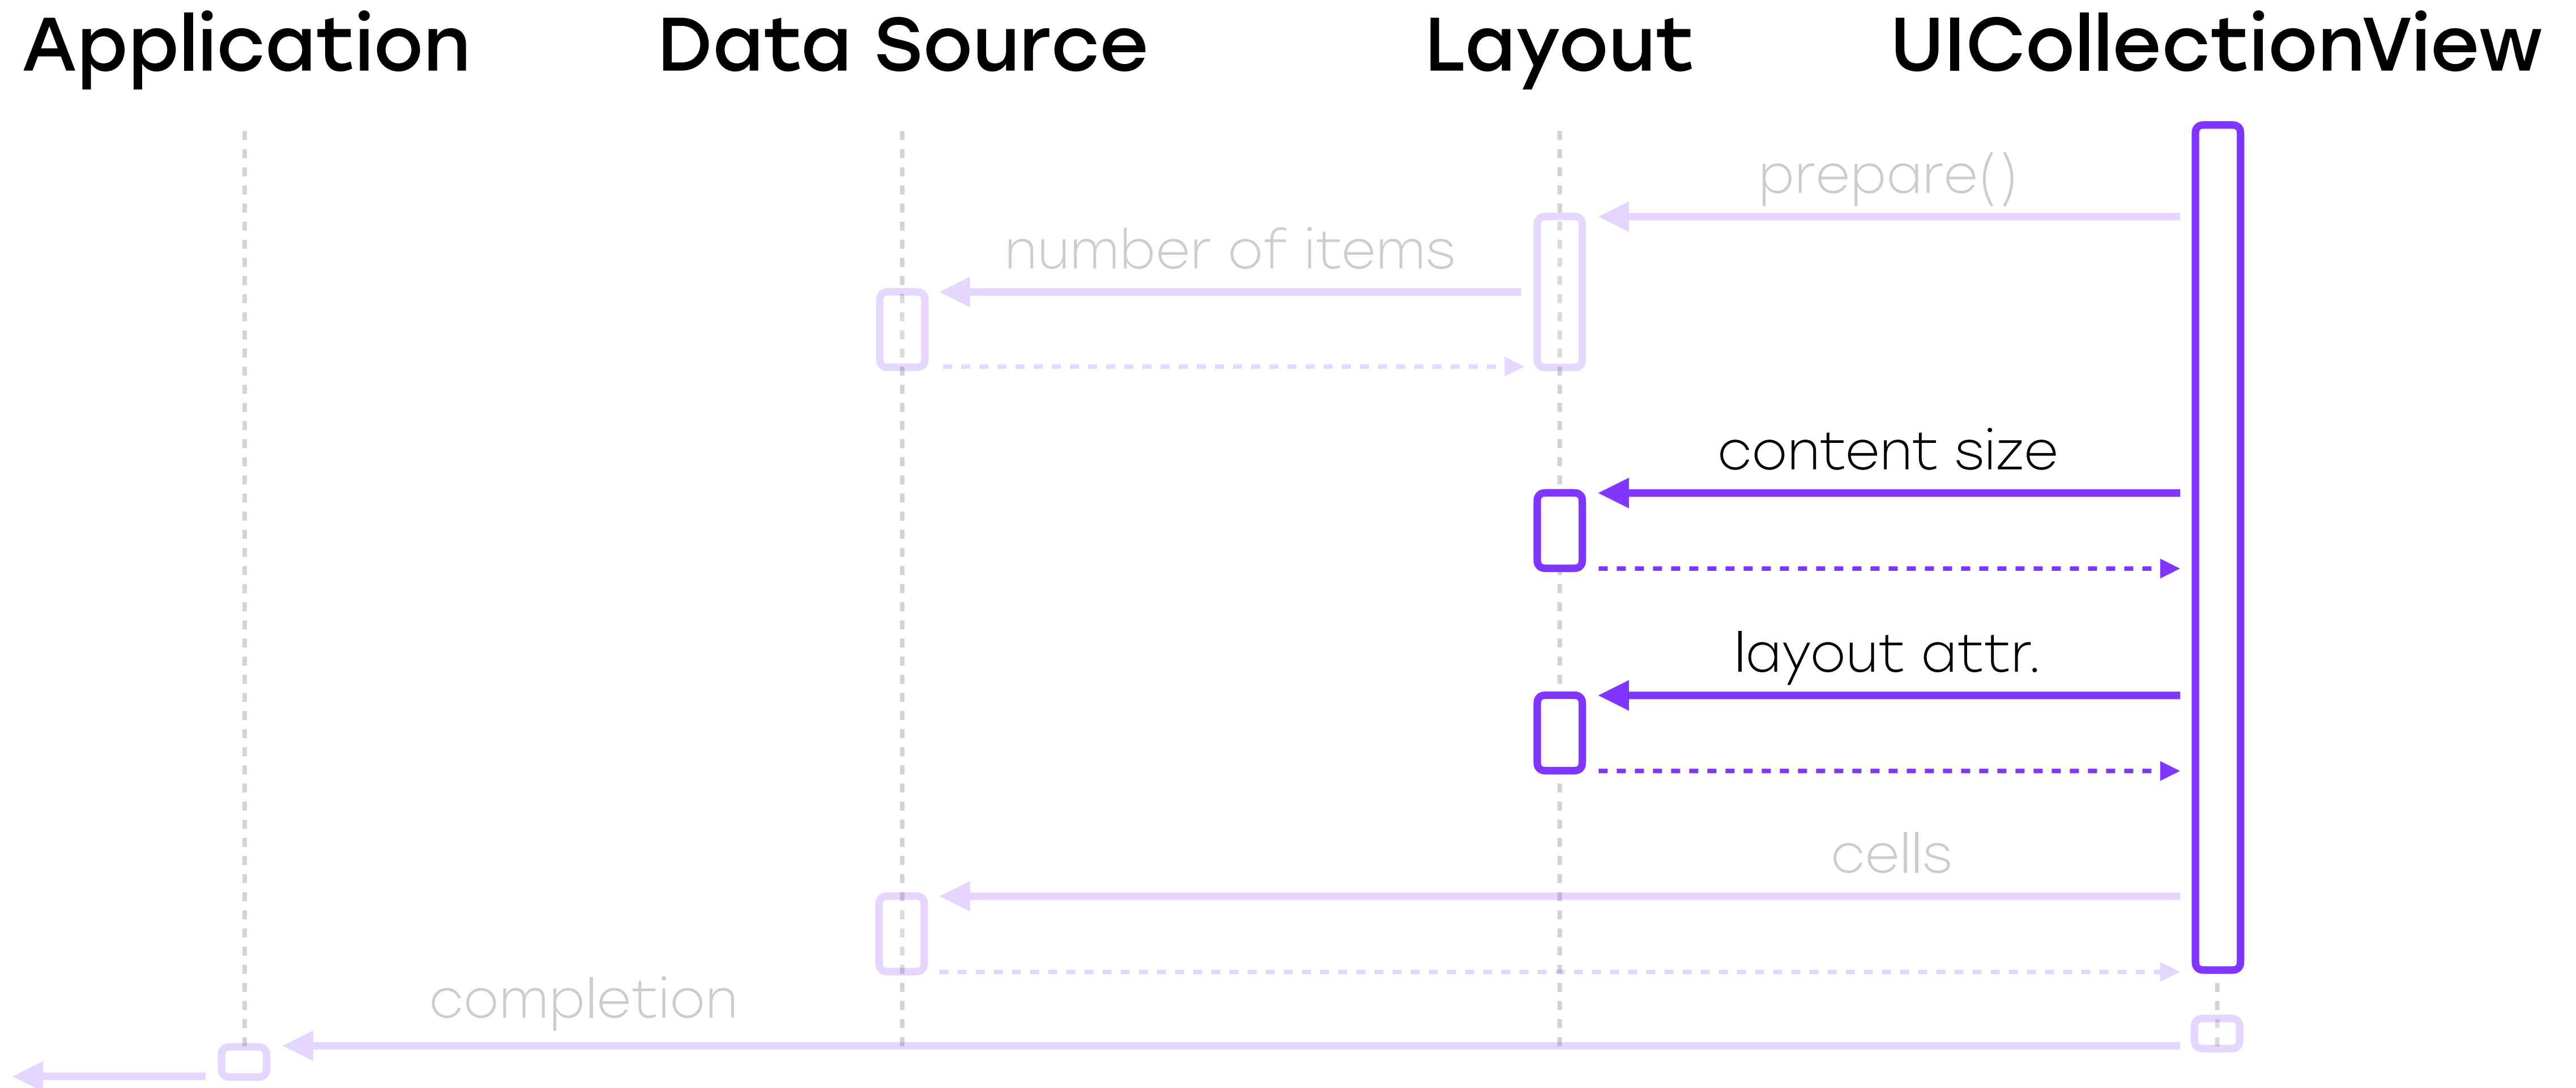 Application
Data Source
Layout
UICollectionView
prepare()
number of items
content size
layout attr.
cells
completion